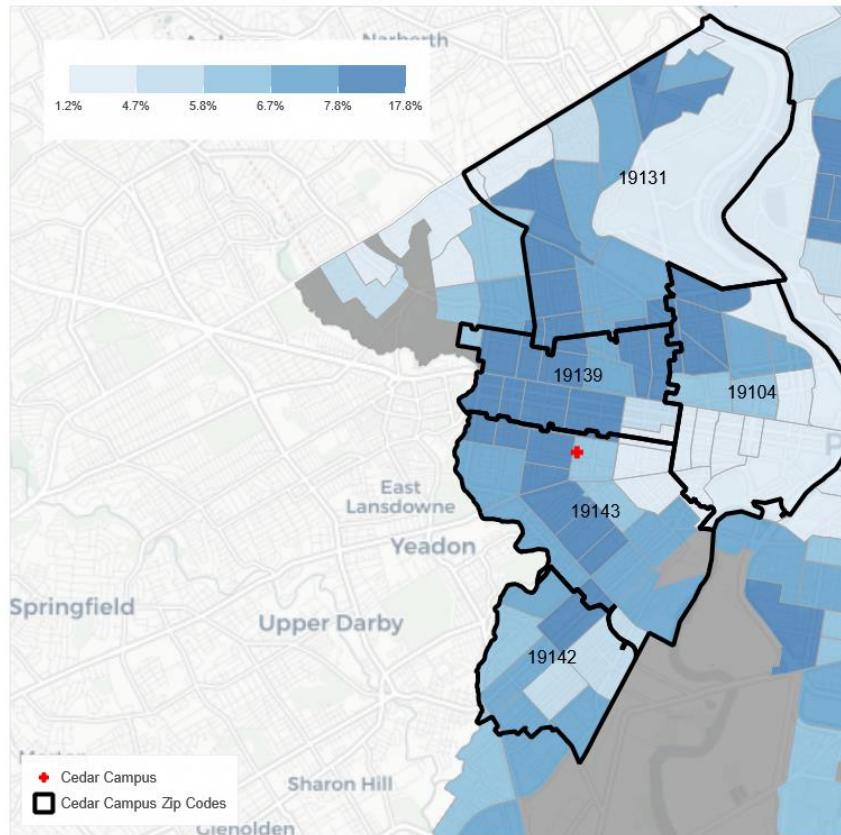 Narberth
1.2% 4.7% 5.8% 6.7% 7.8% 17.8%
19131
19139
19104
East
Lansdowne
19143
Yeadon
Springfield
Upper Darby
19142
Sharon Hill
Cedar Campus
Cedar Campus Zip Codes
Glenolden